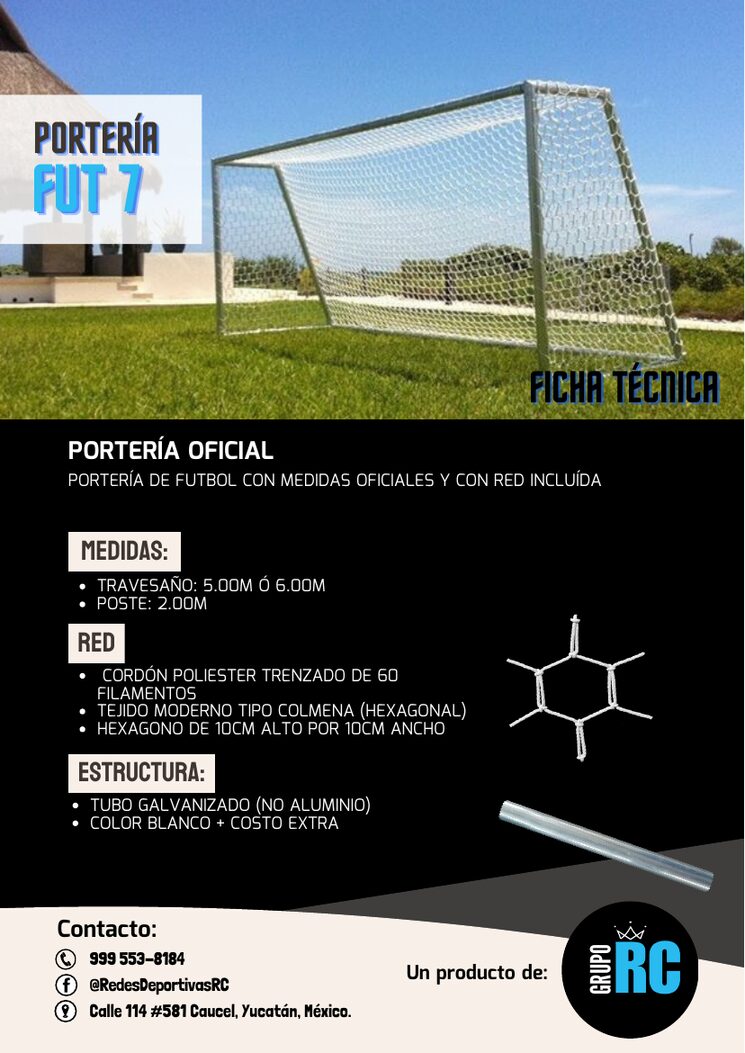 PORTERÍA
FUT 7
FICHA TÉCNICA
PORTERÍA OFICIAL
PORTERÍA DE FUTBOL CON MEDIDAS OFICIALES Y CON RED INCLUÍDA
MEDIDAS:
• TRAVESAÑO: 5.00M Ó 6.00M
• POSTE: 2.00M
RED
• CORDÓN POLIESTER TRENZADO DE 60
FILAMENTOS
• TEJIDO MODERNO TIPO COLMENA (HEXAGONAL)
• HEXAGONO DE 10CM ALTO POR 10CM ANCHO
ESTRUCTURA:
• TUBO GALVANIZADO (NO ALUMINIO)
• COLOR BLANCO + COSTO EXTRA
Contacto:
999 553-8184
@RedesDeportivasRC
Calle 114 #581 Caucel, Yucatán, México.
Un producto de:
GRUPO RC